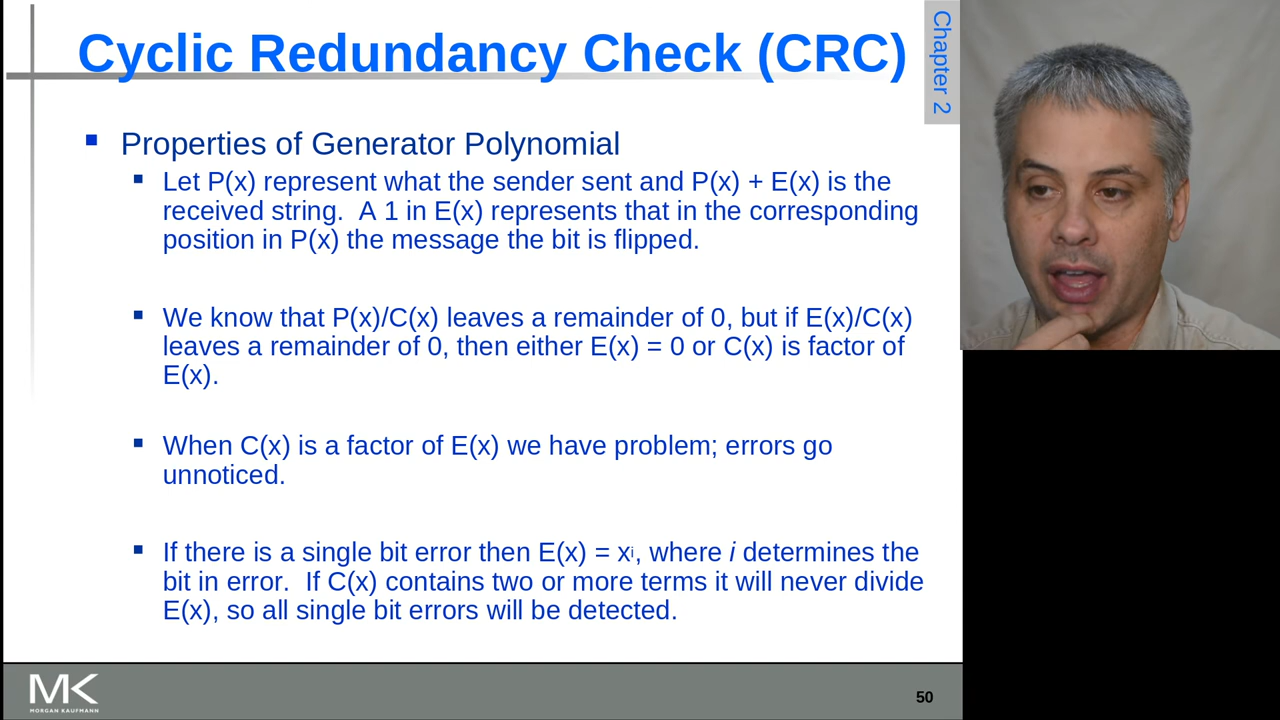 Cyclic Redundancy Check (CRC)
Chapter 2
Properties of Generator Polynomial
Let P(x) represent what the sender sent and P(x) + E(x) is the
received string.  A 1 in E(x) represents that in the corresponding
position in P(x) the message the bit is flipped.
We know that P(x)/C(x) leaves a remainder of 0, but if E(x)/C(x)
leaves a remainder of 0, then either E(x) = 0 or C(x) is factor of
E(x).
When C(x) is a factor of E(x) we have problem; errors go
unnoticed.
If there is a single bit error then E(x) = xⁱ, where i determines the
bit in error.  If C(x) contains two or more terms it will never divide
E(x), so all single bit errors will be detected.
MK
MORGAN KAUFMANN
50